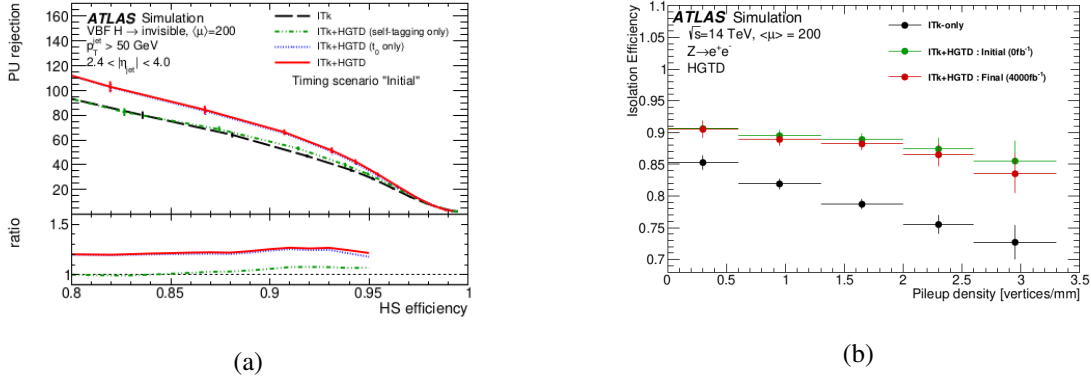 ATLAS Simulation
VBF H → invisible, ⟨μ⟩=200
p_T^jet > 50 GeV
2.4 < |η_jet| < 4.0
ITk
ITk+HGTD (self-tagging only)
ITk+HGTD (t₀ only)
ITk+HGTD
Timing scenario "Initial"
PU rejection
160
140
120
100
80
60
40
20
ratio
1.5
1
0.8
0.85
0.9
0.95
1
HS efficiency
(a)
ATLAS Simulation
√s=14 TeV, <μ> = 200
Z→e⁺e⁻
HGTD
ITk-only
ITk+HGTD : Initial (0fb⁻¹)
ITk+HGTD : Final (4000fb⁻¹)
Isolation Efficiency
1.1
1.05
1
0.95
0.9
0.85
0.8
0.75
0.7
0
0.5
1
1.5
2
2.5
3
3.5
Pileup density [vertices/mm]
(b)